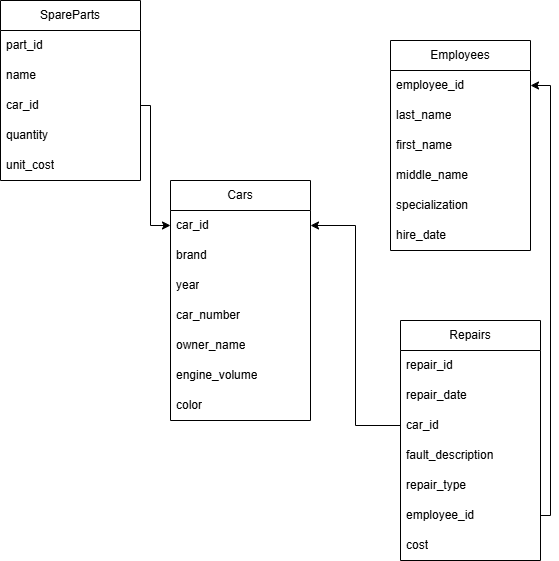 SpareParts
part_id
name
car_id
quantity
unit_cost
Employees
employee_id
last_name
first_name
middle_name
specialization
hire_date
Cars
car_id
brand
year
car_number
owner_name
engine_volume
color
Repairs
repair_id
repair_date
car_id
fault_description
repair_type
employee_id
cost